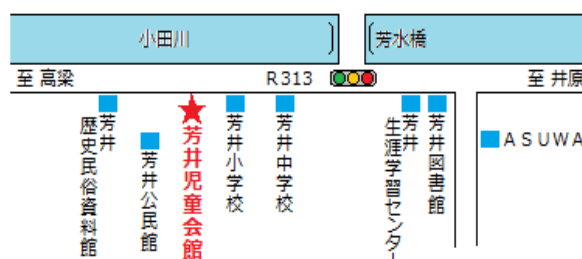 小田川
芳水橋
至 高梁
R313
至 井原
芳井
歴史民俗資料館
芳井公民館
芳井児童会館
芳井小学校
芳井中学校
芳井
生涯学習センター
芳井図書館
ASUWA